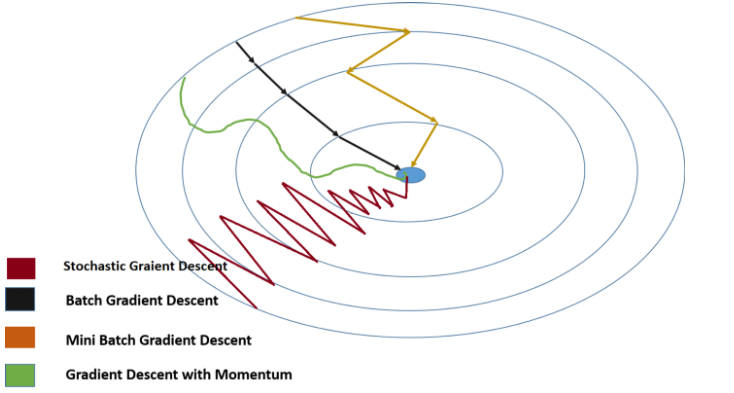 Stochastic Graient Descent
Batch Gradient Descent
Mini Batch Gradient Descent
Gradient Descent with Momentum